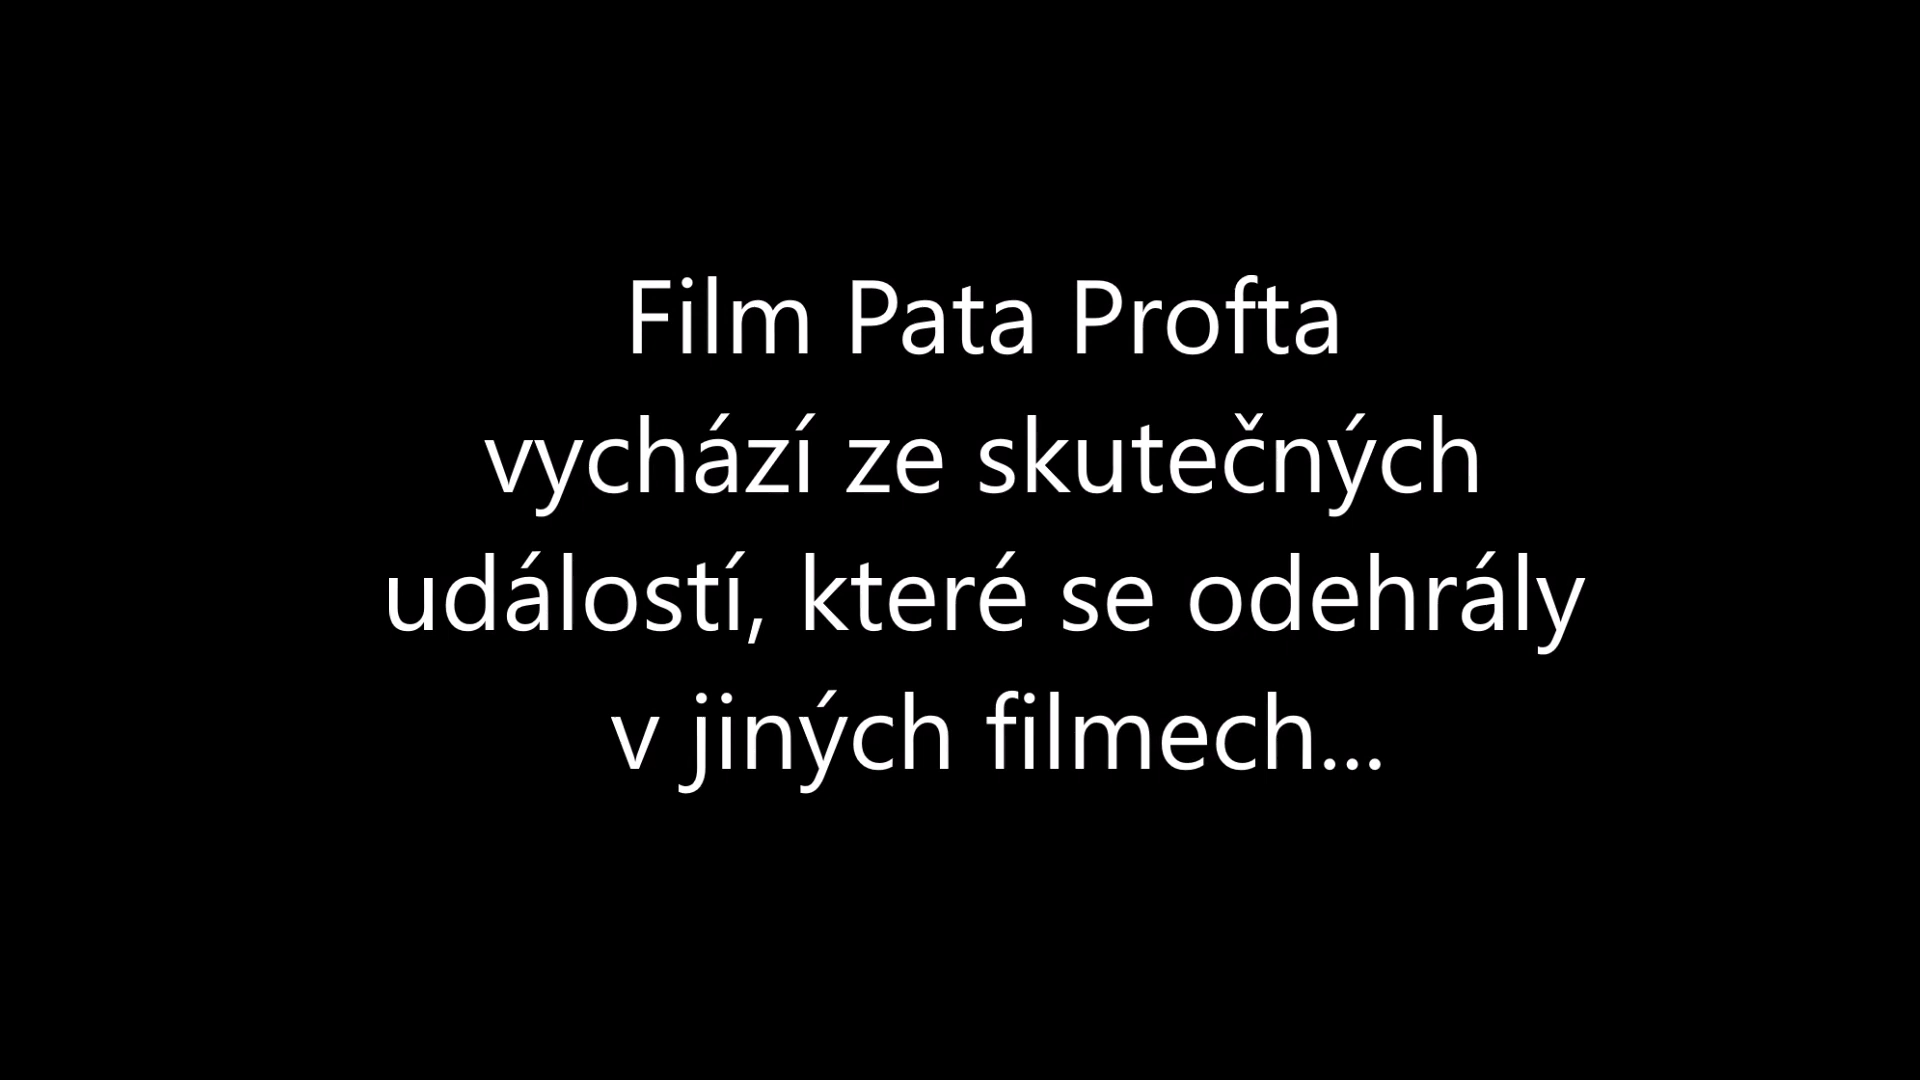 Film Pata Profta
vychází ze skutečných
událostí, které se odehrály
v jiných filmech...